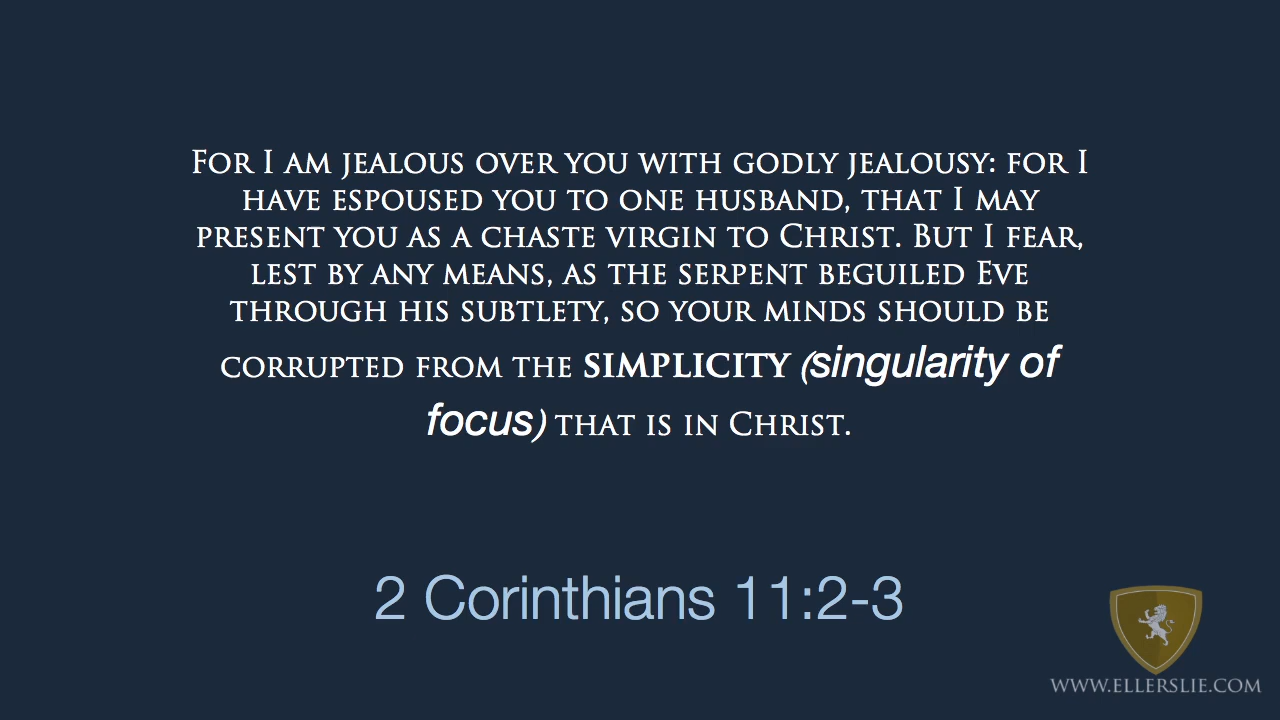 For I am jealous over you with godly jealousy: for I
have espoused you to one husband, that I may
present you as a chaste virgin to Christ. But I fear,
lest by any means, as the serpent beguiled Eve
through his subtlety, so your minds should be
corrupted from the simplicity (singularity of
focus) that is in Christ.
2 Corinthians 11:2-3
www.ellerslie.com